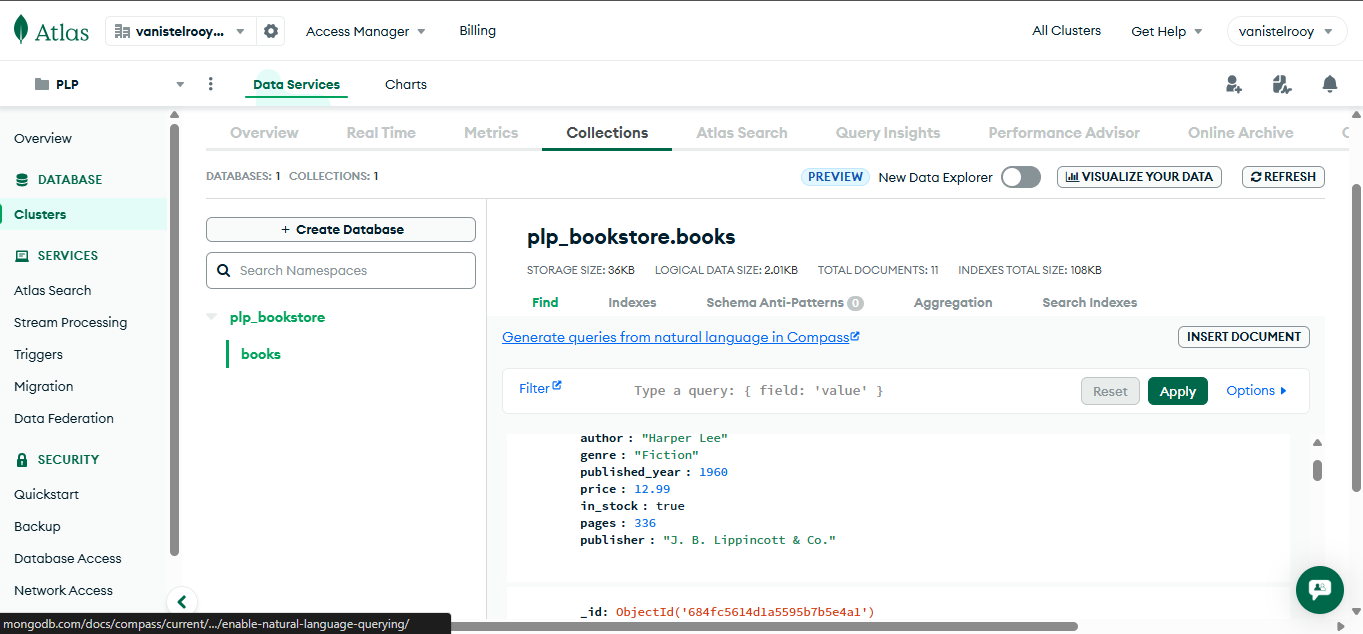 Atlas
vanistelrooy...
Access Manager
Billing
All Clusters
Get Help
vanistelrooy
PLP
Data Services
Charts
Overview
DATABASE
Clusters
SERVICES
Atlas Search
Stream Processing
Triggers
Migration
Data Federation
SECURITY
Quickstart
Backup
Database Access
Network Access
Overview
Real Time
Metrics
Collections
Atlas Search
Query Insights
Performance Advisor
Online Archive
DATABASES: 1 COLLECTIONS: 1
PREVIEW
New Data Explorer
VISUALIZE YOUR DATA
REFRESH
+ Create Database
Search Namespaces
plp_bookstore
books
plp_bookstore.books
STORAGE SIZE: 36KB
LOGICAL DATA SIZE: 2.01KB
TOTAL DOCUMENTS: 11
INDEXES TOTAL SIZE: 108KB
Find
Indexes
Schema Anti-Patterns 0
Aggregation
Search Indexes
Generate queries from natural language in Compass
INSERT DOCUMENT
Filter
Type a query: { field: 'value' }
Reset
Apply
Options
author : "Harper Lee"
genre : "Fiction"
published_year : 1960
price : 12.99
in_stock : true
pages : 336
publisher : "J. B. Lippincott & Co."
_id: ObjectId('684fc5614d1a5595b7b5e4a1')
mongodb.com/docs/compass/current/.../enable-natural-language-querying/